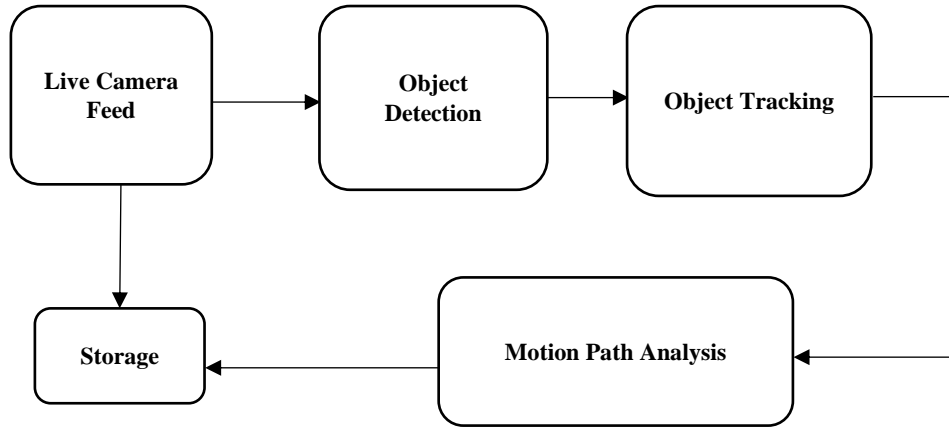 Live Camera
Feed
Object
Detection
Object Tracking
Storage
Motion Path Analysis